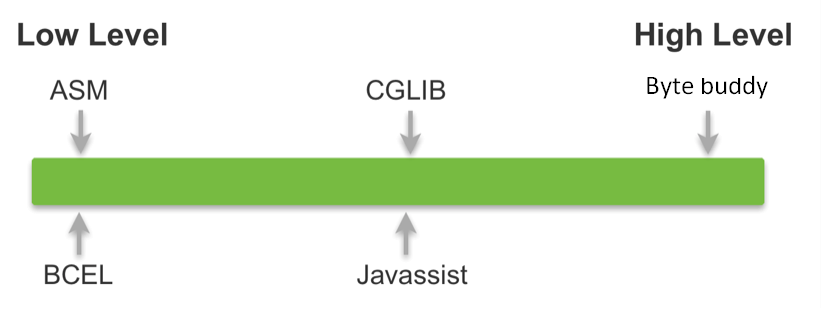 Low Level
High Level
ASM
CGLIB
Byte buddy
BCEL
Javassist